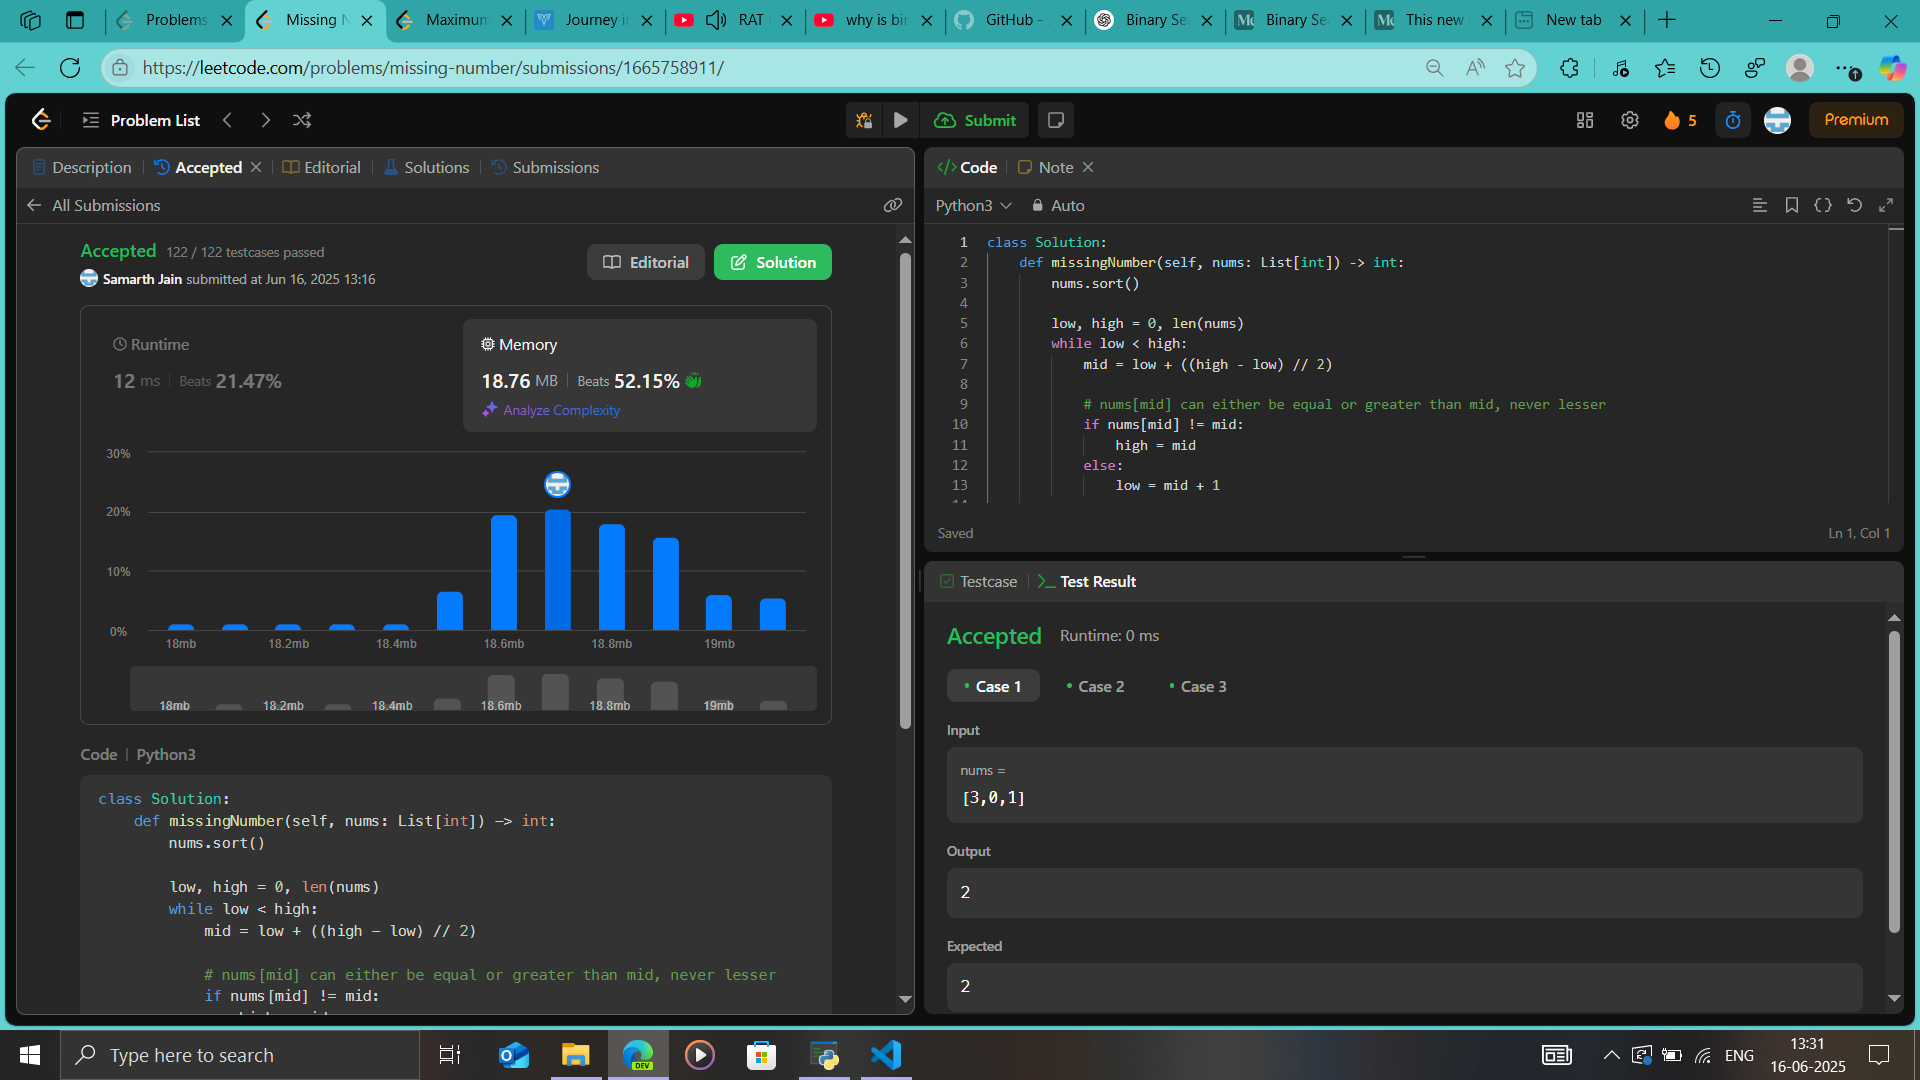 Problems
Missing N
Maximum
Journey i
RAT
why is bin
GitHub -
Binary Se
Binary Se
This new
New tab
https://leetcode.com/problems/missing-number/submissions/1665758911/
Problem List
Submit
5
Premium
Description
Accepted
Editorial
Solutions
Submissions
All Submissions
Accepted 122 / 122 testcases passed
Samarth Jain submitted at Jun 16, 2025 13:16
Editorial
Solution
Runtime
12 ms Beats 21.47%
Memory
18.76 MB Beats 52.15%
Analyze Complexity
30%
20%
10%
0%
18mb 18.2mb 18.4mb 18.6mb 18.8mb 19mb
18mb 18.2mb 18.4mb 18.6mb 18.8mb 19mb
Code Python3
class Solution:
    def missingNumber(self, nums: List[int]) -> int:
        nums.sort()
        low, high = 0, len(nums)
        while low < high:
            mid = low + ((high - low) // 2)
            # nums[mid] can either be equal or greater than mid, never lesser
            if nums[mid] != mid:
Code
Note
Python3
Auto
1 class Solution:
2     def missingNumber(self, nums: List[int]) -> int:
3         nums.sort()
4
5         low, high = 0, len(nums)
6         while low < high:
7             mid = low + ((high - low) // 2)
8
9             # nums[mid] can either be equal or greater than mid, never lesser
10             if nums[mid] != mid:
11                 high = mid
12             else:
13                 low = mid + 1
Saved
Ln 1, Col 1
Testcase
Test Result
Accepted Runtime: 0 ms
Case 1
Case 2
Case 3
Input
nums =
[3,0,1]
Output
2
Expected
2
Type here to search
DEV
ENG
13:31
16-06-2025